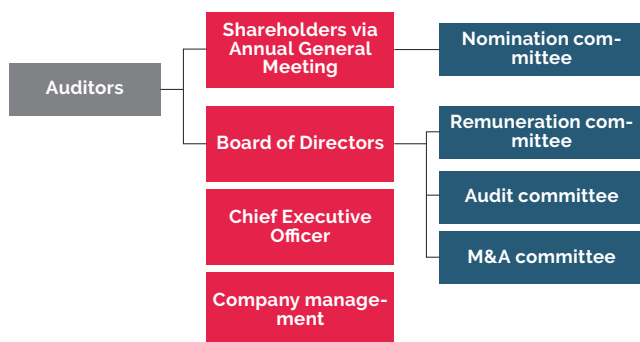 Auditors
Shareholders via
Annual General
Meeting
Nomination com-
mittee
Board of Directors
Remuneration com-
mittee
Audit committee
M&A committee
Chief Executive
Officer
Company manage-
ment